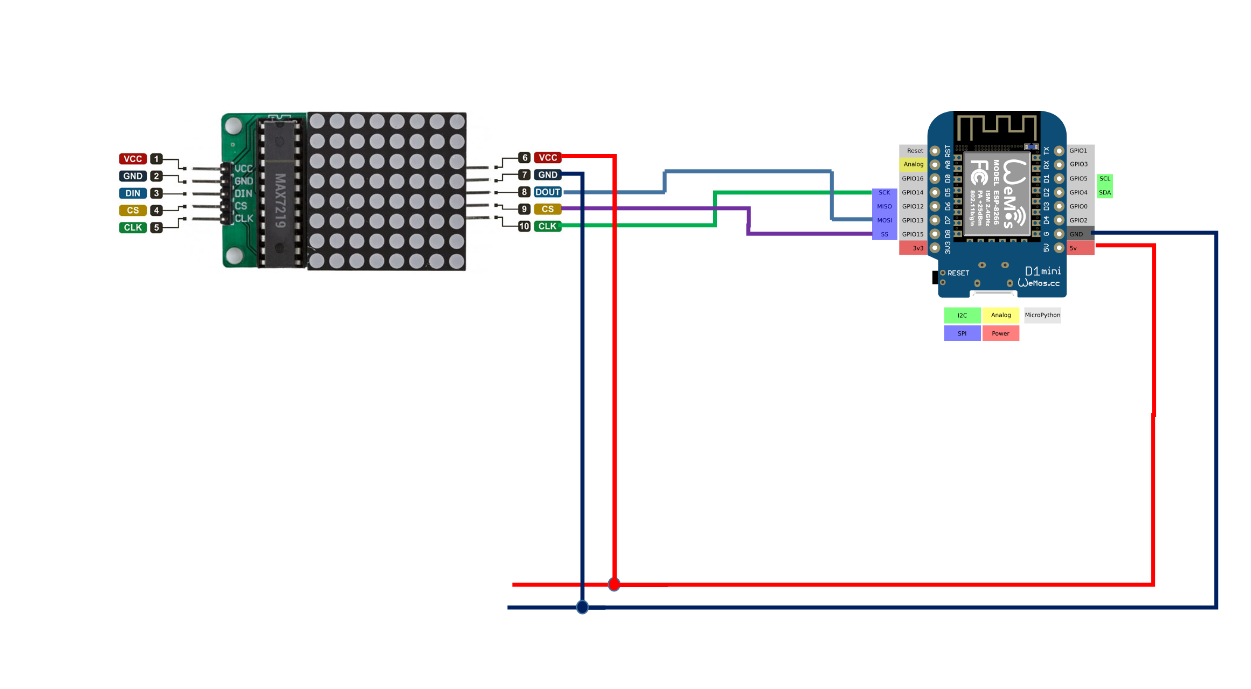 VCC 1
GND 2
DIN 3
CS 4
CLK 5
VCC
GND
DIN
CS
CLK
MAX7219
6 VCC
7 GND
8 DOUT
9 CS
10 CLK
SCK
MISO
MOSI
SS
Reset
Analog
GPIO16
GPIO14
GPIO12
GPIO13
GPIO15
3v3
RST
A0
D0
D5
D6
D7
D8
3V3
WeMos
MODEL ESP-8266
ISM 2.4GHz
PA +25dBm
802.11b/g/n
FC
TX
RX
D1
D2
D3
D4
G
5V
GPIO1
GPIO3
GPIO5
GPIO4
GPIO0
GPIO2
GND
5v
SCL
SDA
RESET
D1 mini
WeMos.cc
I2C
Analog
MicroPython
SPI
Power